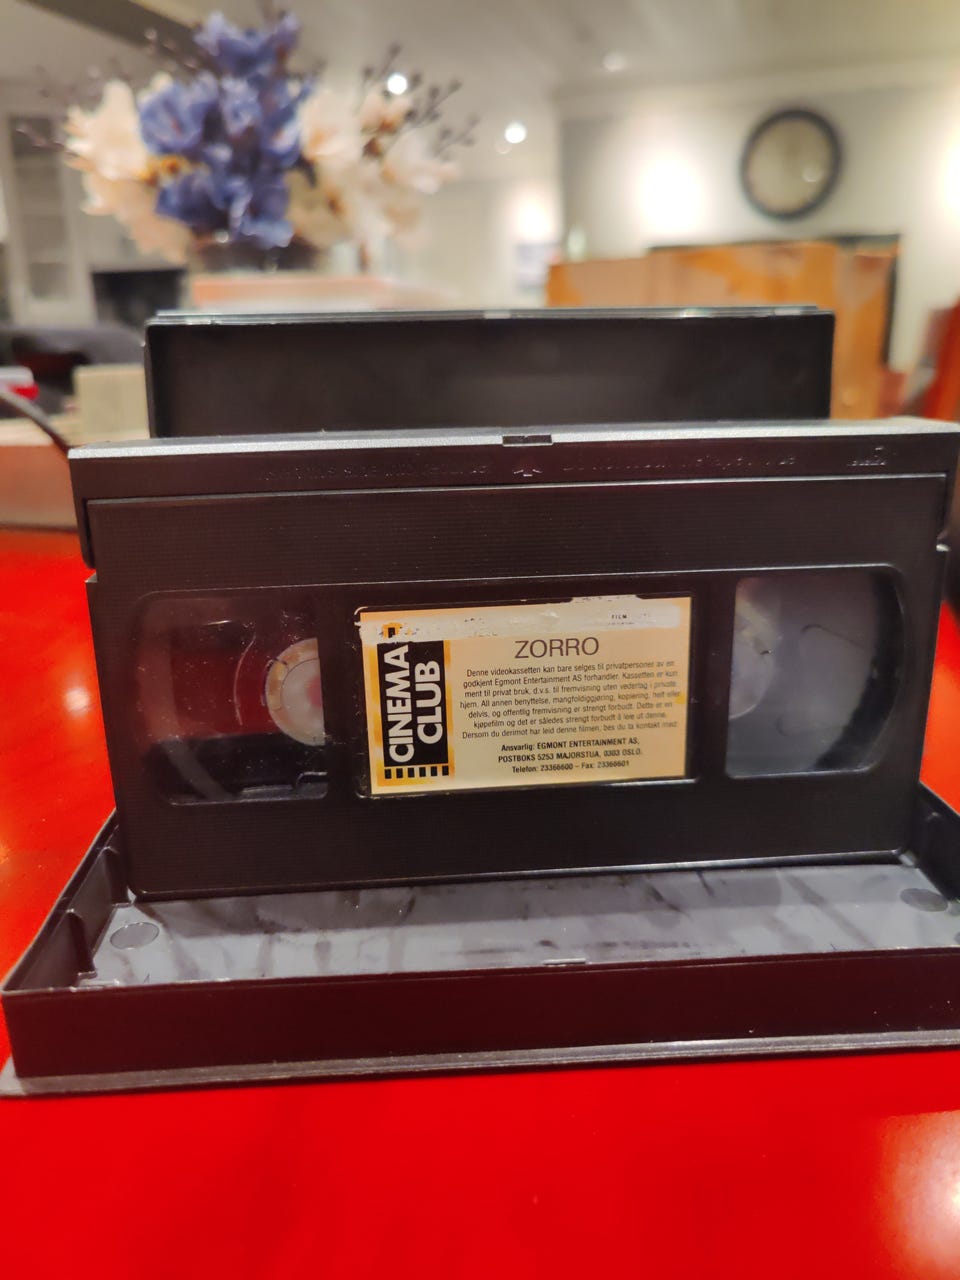 FILM
CINEMA
CLUB
ZORRO
Denne videokassetten kan bare selges til privatpersoner av en
godkjent Egmont Entertainment AS forhandler. Kassetten er kun
ment til privat bruk, d.v.s. til fremvisning uten vederlag i private
hjem. All annen benyttelse, mangfoldiggjøring, kopiering, helt eller
delvis, og offentlig fremvisning er strengt forbudt. Dette er en
kjøpefilm og det er således strengt forbudt å leie ut denne.
Dersom du derimot har leid denne filmen, bes du ta kontakt med:
Ansvarlig: EGMONT ENTERTAINMENT AS,
POSTBOKS 5253 MAJORSTUA, 0303 OSLO.
Telefon: 23366600 – Fax: 23366601